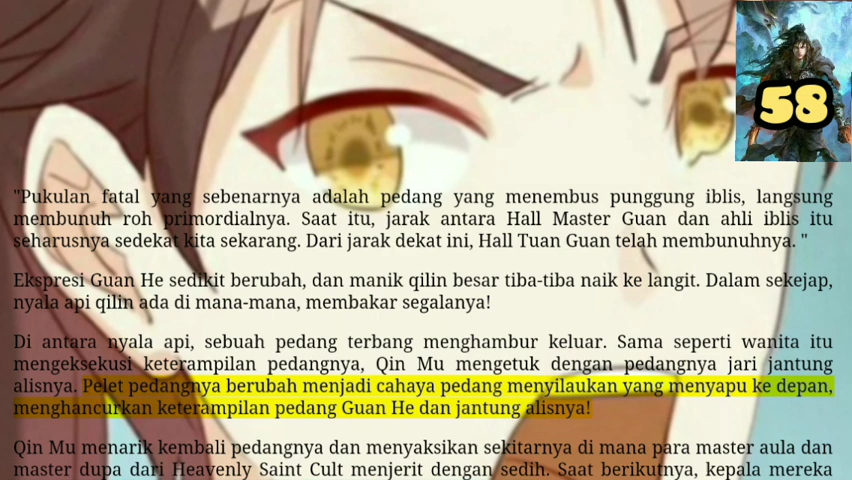 58
"Pukulan fatal yang sebenarnya adalah pedang yang menembus punggung iblis, langsung
membunuh roh primordialnya. Saat itu, jarak antara Hall Master Guan dan ahli iblis itu
seharusnya sedekat kita sekarang. Dari jarak dekat ini, Hall Tuan Guan telah membunuhnya. "
Ekspresi Guan He sedikit berubah, dan manik qilin besar tiba-tiba naik ke langit. Dalam sekejap,
nyala api qilin ada di mana-mana, membakar segalanya!
Di antara nyala api, sebuah pedang terbang menghambur keluar. Sama seperti wanita itu
mengeksekusi keterampilan pedangnya, Qin Mu mengetuk dengan pedangnya jari jantung
alisnya. Pelet pedangnya berubah menjadi cahaya pedang menyilaukan yang menyapu ke depan,
menghancurkan keterampilan pedang Guan He dan jantung alisnya!
Qin Mu menarik kembali pedangnya dan menyaksikan sekitarnya di mana para master aula dan
master dupa dari Heavenly Saint Cult menjerit dengan sedih. Saat berikutnya, kepala mereka